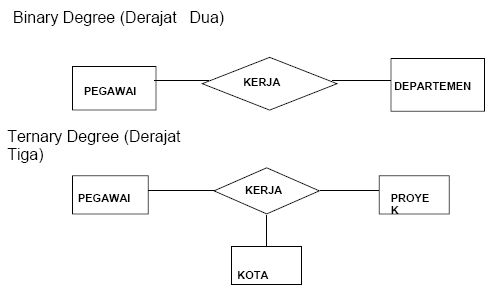 Binary Degree (Derajat Dua)
PEGAWAI
KERJA
DEPARTEMEN
Ternary Degree (Derajat
Tiga)
PEGAWAI
KERJA
PROYE
K
KOTA